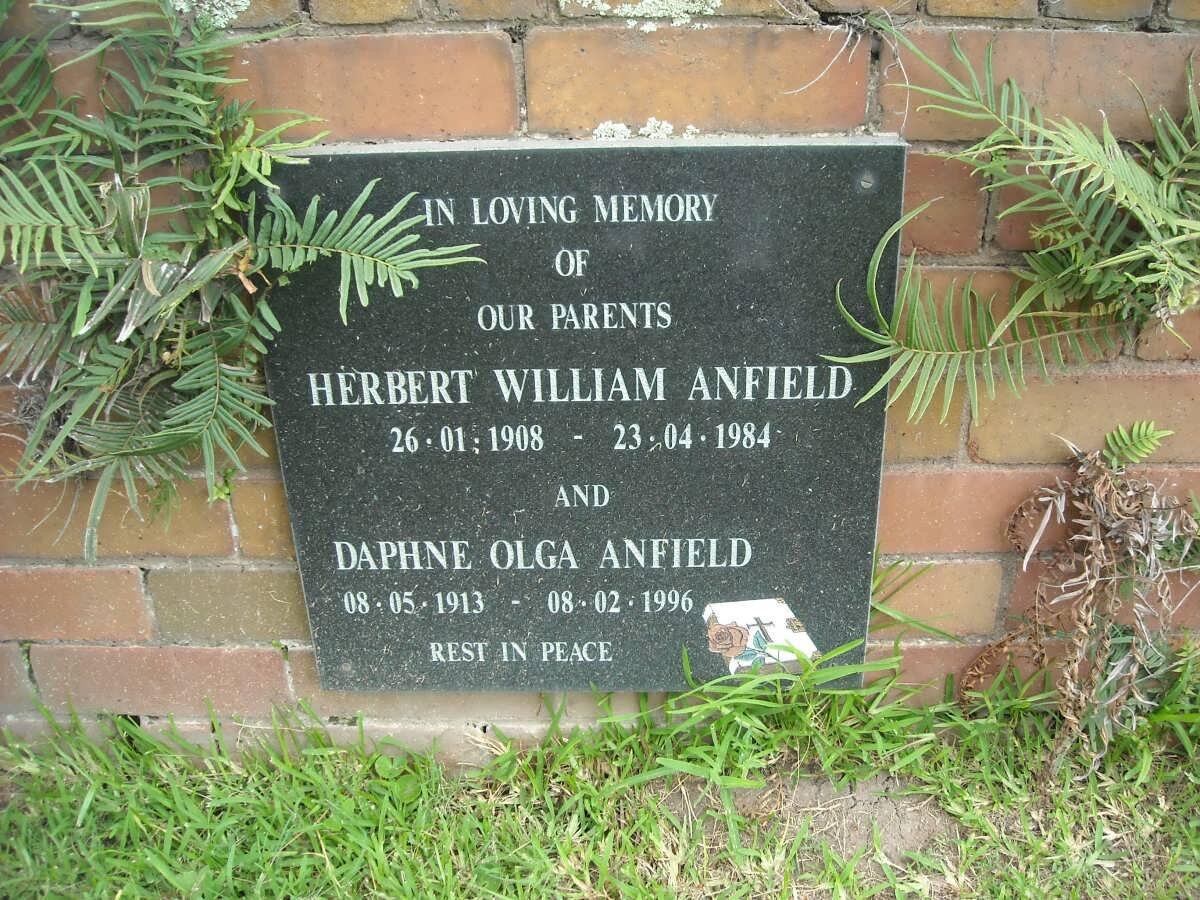 IN LOVING MEMORY
OF
OUR PARENTS
HERBERT WILLIAM ANFIELD
26·01·1908 - 23·04·1984
AND
DAPHNE OLGA ANFIELD
08·05·1913 - 08·02·1996
REST IN PEACE